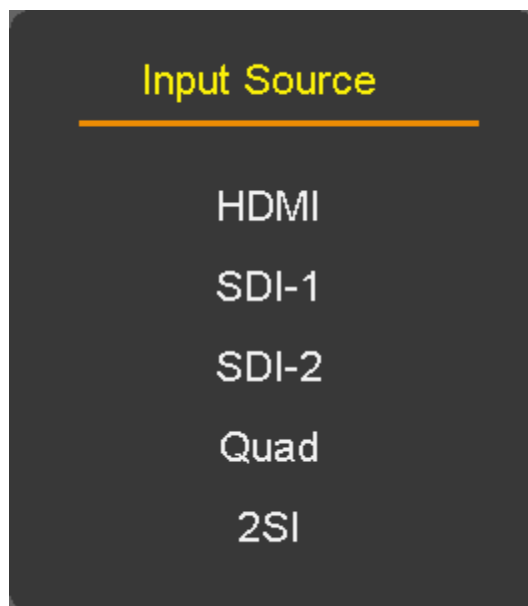 Input Source
HDMI
SDI-1
SDI-2
Quad
2SI